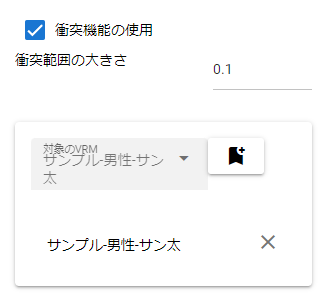 衝突機能の使用
衝突範囲の大きさ
0.1
対象のVRM
サンプル-男性-サン
太
サンプル-男性-サン太